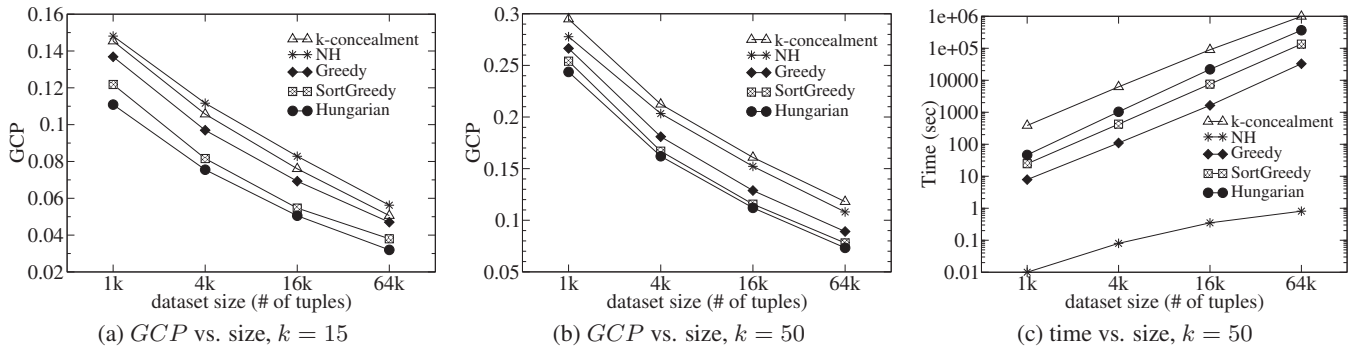 0.16
0.14
0.12
0.1
0.08
0.06
0.04
0.02
GCP
k-concealment
NH
Greedy
SortGreedy
Hungarian
1k 4k 16k 64k
dataset size (# of tuples)
(a) GCP vs. size, k = 15
0.3
0.25
0.2
0.15
0.1
0.05
GCP
k-concealment
NH
Greedy
SortGreedy
Hungarian
1k 4k 16k 64k
dataset size (# of tuples)
(b) GCP vs. size, k = 50
1e+06
1e+05
10000
1000
100
10
1
0.1
0.01
Time (sec)
k-concealment
NH
Greedy
SortGreedy
Hungarian
1k 4k 16k 64k
dataset size (# of tuples)
(c) time vs. size, k = 50